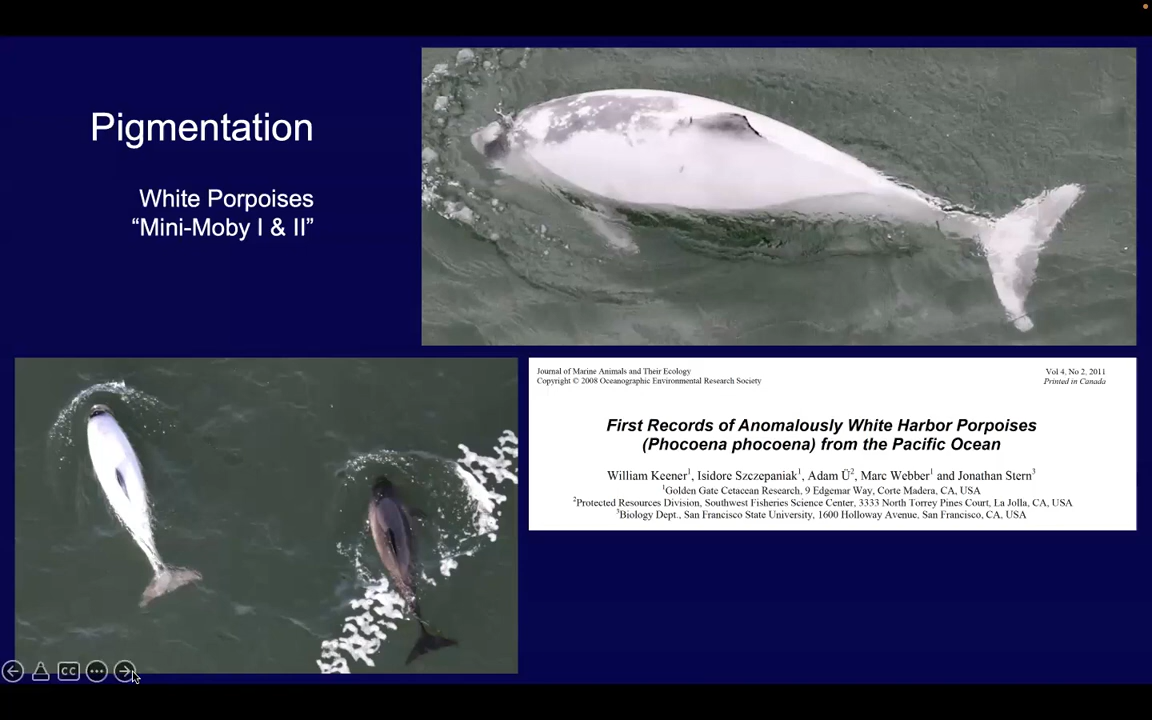 Pigmentation
White Porpoises
“Mini-Moby I & II”
Journal of Marine Animals and Their Ecology
Copyright © 2008 Oceanographic Environmental Research Society
Vol 4, No 2, 2011
Printed in Canada
First Records of Anomalously White Harbor Porpoises
(Phocoena phocoena) from the Pacific Ocean
William Keener¹, Isidore Szczepaniak¹, Adam Ü², Marc Webber¹ and Jonathan Stern³
¹Golden Gate Cetacean Research, 9 Edgemar Way, Corte Madera, CA, USA
²Protected Resources Division, Southwest Fisheries Science Center, 3333 North Torrey Pines Court, La Jolla, CA, USA
³Biology Dept., San Francisco State University, 1600 Holloway Avenue, San Francisco, CA, USA
CC